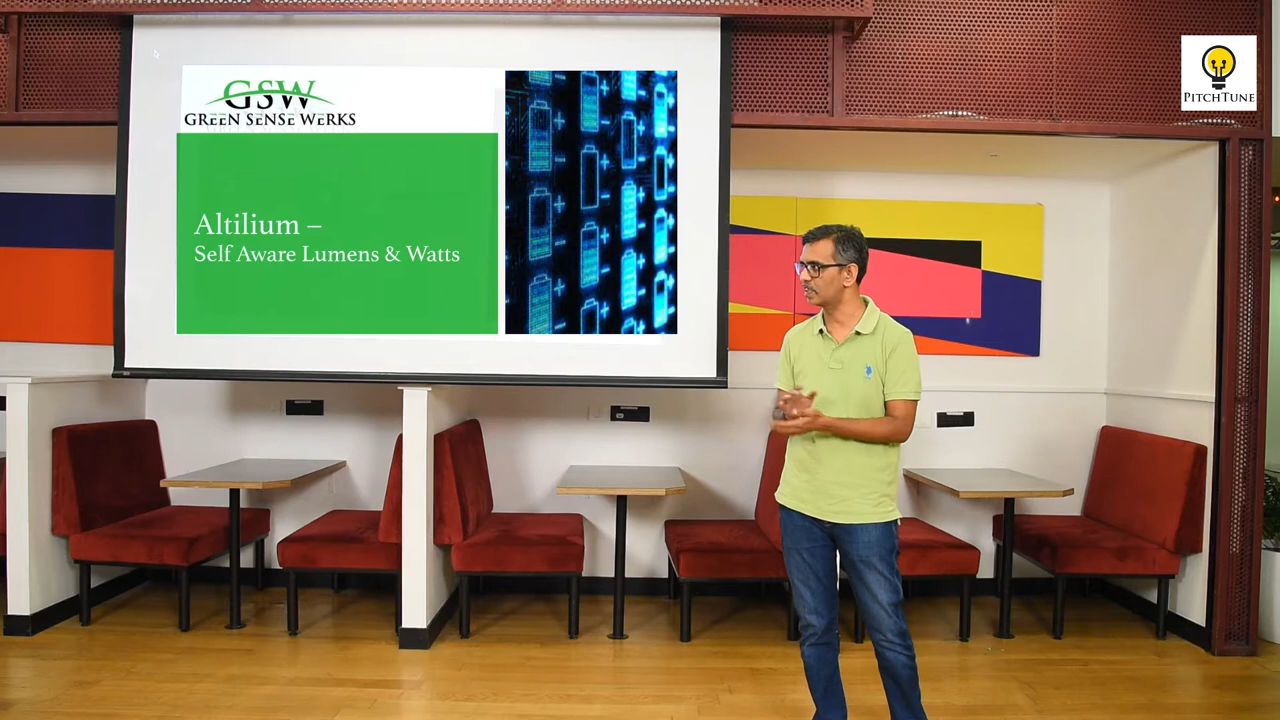 GSW
GREEN SENSE WERKS
Altilium –
Self Aware Lumens & Watts
PITCHTUNE